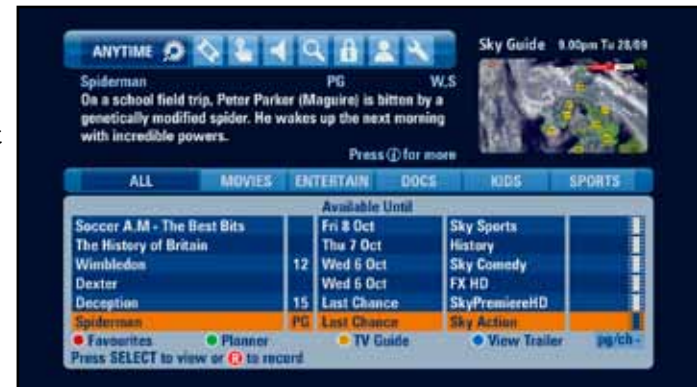 ANYTIME
Sky Guide 9.00pm Tu 28/09
Spiderman PG W,S
On a school field trip, Peter Parker (Maguire) is bitten by a
genetically modified spider. He wakes up the next morning
with incredible powers.
Press i for more
ALL MOVIES ENTERTAIN DOCS KIDS SPORTS
Available Until
Soccer A.M - The Best Bits Fri 8 Oct Sky Sports
The History of Britain Thu 7 Oct History
Wimbledon 12 Wed 6 Oct Sky Comedy
Dexter Wed 6 Oct FX HD
Deception 15 Last Chance SkyPremiereHD
Spiderman PG Last Chance Sky Action
Favourites Planner TV Guide View Trailer pg/ch-
Press SELECT to view or R to record